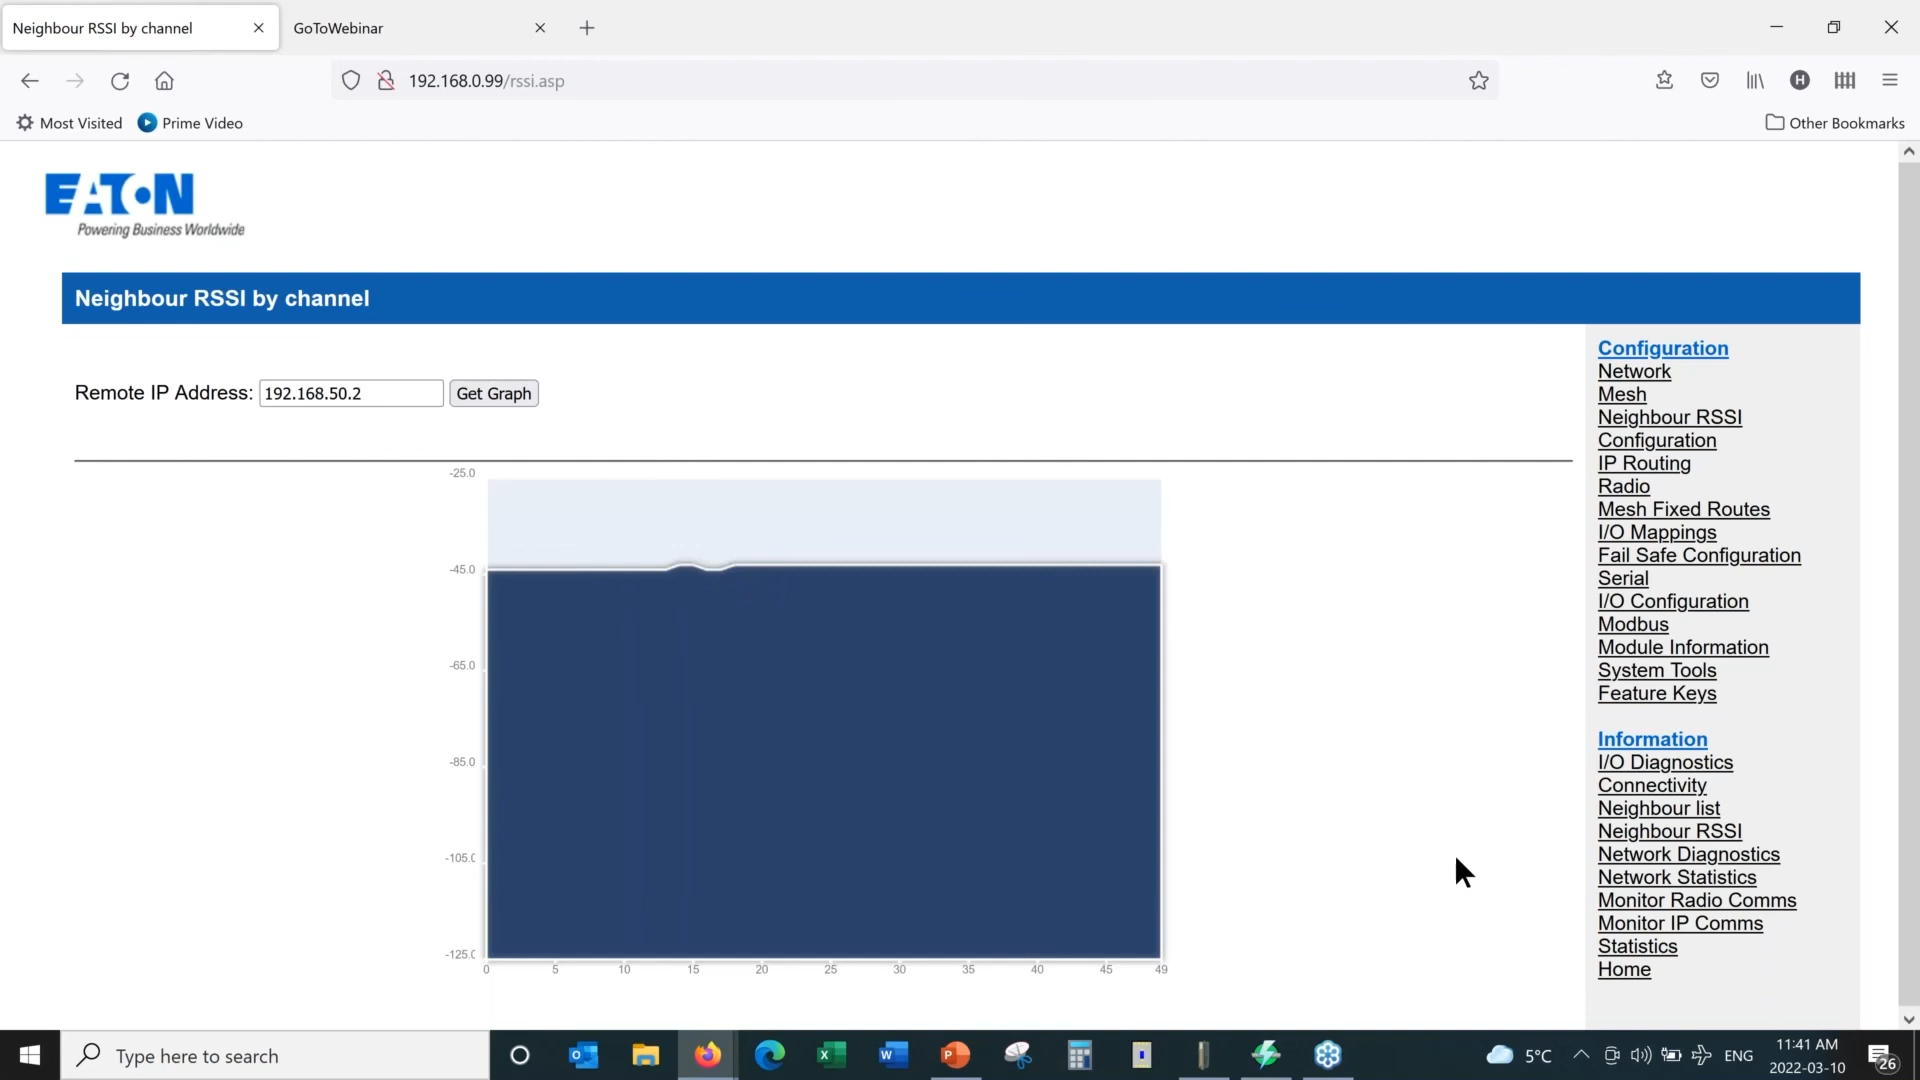 Neighbour RSSI by channel
GoToWebinar
192.168.0.99/rssi.asp
Most Visited
Prime Video
Other Bookmarks
EATON
Powering Business Worldwide
Neighbour RSSI by channel
Remote IP Address: 192.168.50.2 Get Graph
-25.0
-45.0
-65.0
-85.0
-105.0
-125.0
0 5 10 15 20 25 30 35 40 45 49
Configuration
Network
Mesh
Neighbour RSSI
Configuration
IP Routing
Radio
Mesh Fixed Routes
I/O Mappings
Fail Safe Configuration
Serial
I/O Configuration
Modbus
Module Information
System Tools
Feature Keys
Information
I/O Diagnostics
Connectivity
Neighbour list
Neighbour RSSI
Network Diagnostics
Network Statistics
Monitor Radio Comms
Monitor IP Comms
Statistics
Home
Type here to search
5°C
ENG
11:41 AM
2022-03-10
26